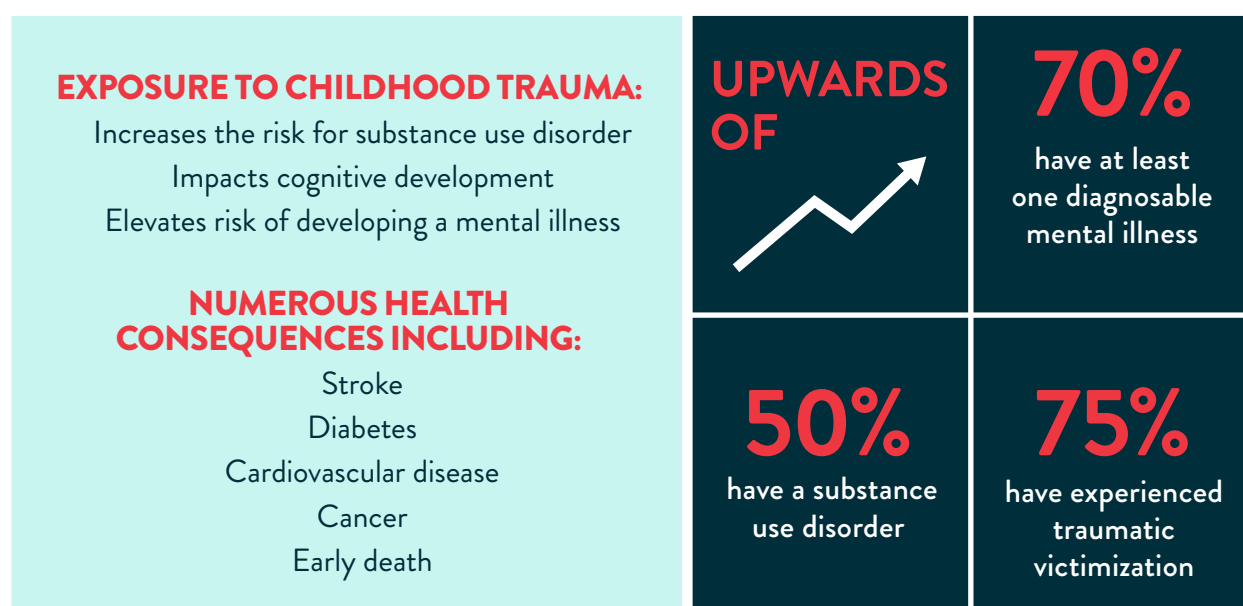 EXPOSURE TO CHILDHOOD TRAUMA:
Increases the risk for substance use disorder
Impacts cognitive development
Elevates risk of developing a mental illness
NUMEROUS HEALTH
CONSEQUENCES INCLUDING:
Stroke
Diabetes
Cardiovascular disease
Cancer
Early death
UPWARDS
OF
70%
have at least
one diagnosable
mental illness
50%
have a substance
use disorder
75%
have experienced
traumatic
victimization